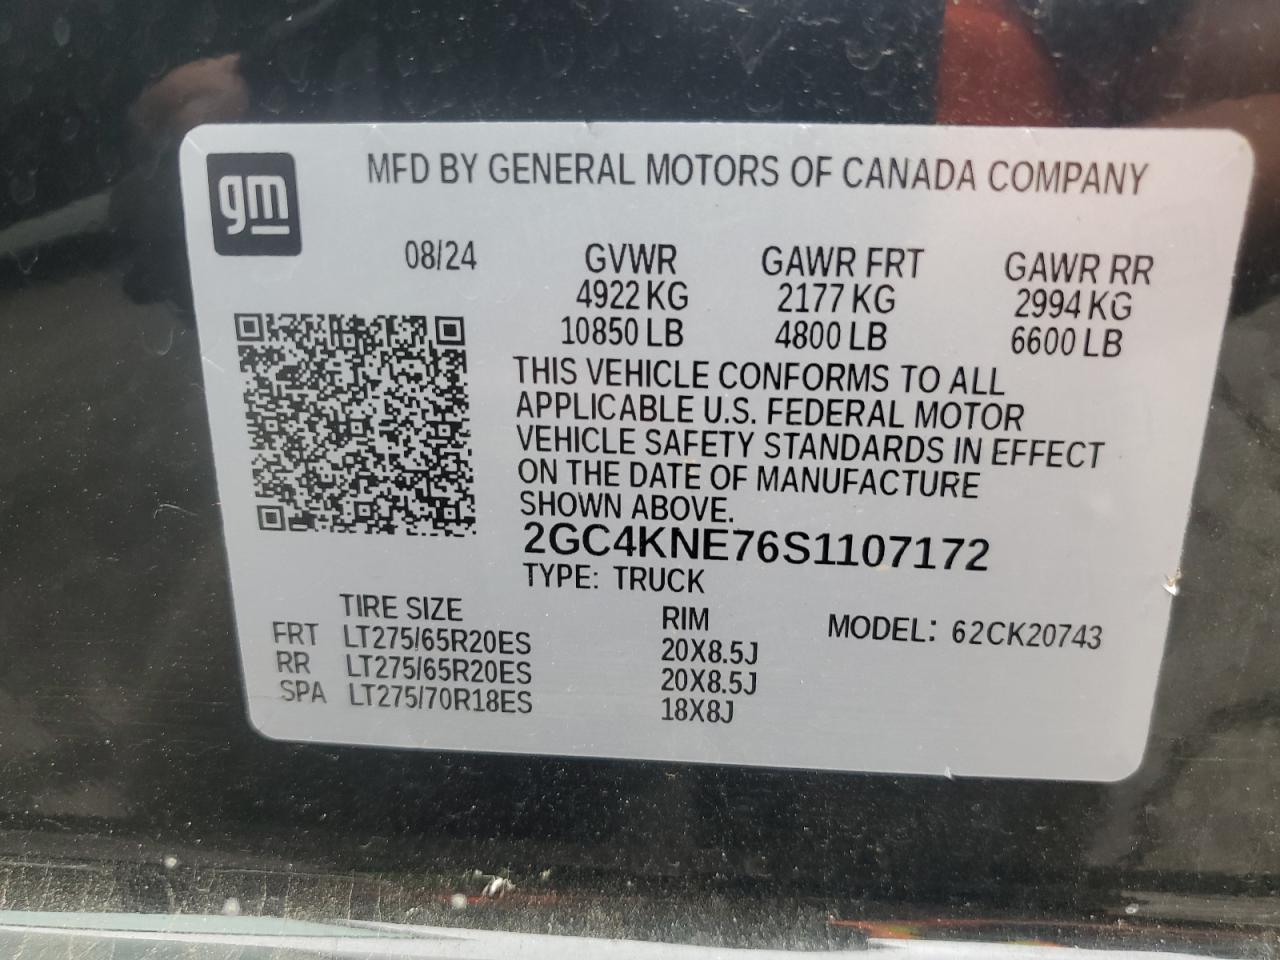 gm
MFD BY GENERAL MOTORS OF CANADA COMPANY
08/24 GVWR GAWR FRT GAWR RR
4922 KG 2177 KG 2994 KG
10850 LB 4800 LB 6600 LB
THIS VEHICLE CONFORMS TO ALL
APPLICABLE U.S. FEDERAL MOTOR
VEHICLE SAFETY STANDARDS IN EFFECT
ON THE DATE OF MANUFACTURE
SHOWN ABOVE.
2GC4KNE76S1107172
TYPE: TRUCK
TIRE SIZE RIM MODEL: 62CK20743
FRT LT275/65R20ES 20X8.5J
RR LT275/65R20ES 20X8.5J
SPA LT275/70R18ES 18X8J